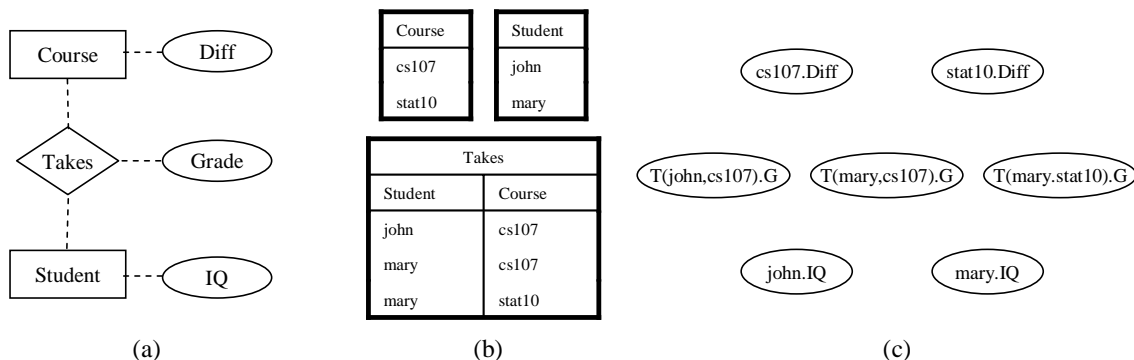 Course
Diff
Takes
Grade
Student
IQ
(a)
Course
cs107
stat10
Student
john
mary
Takes
Student Course
john cs107
mary cs107
mary stat10
(b)
cs107.Diff stat10.Diff
T(john,cs107).G T(mary,cs107).G T(mary.stat10).G
john.IQ mary.IQ
(c)